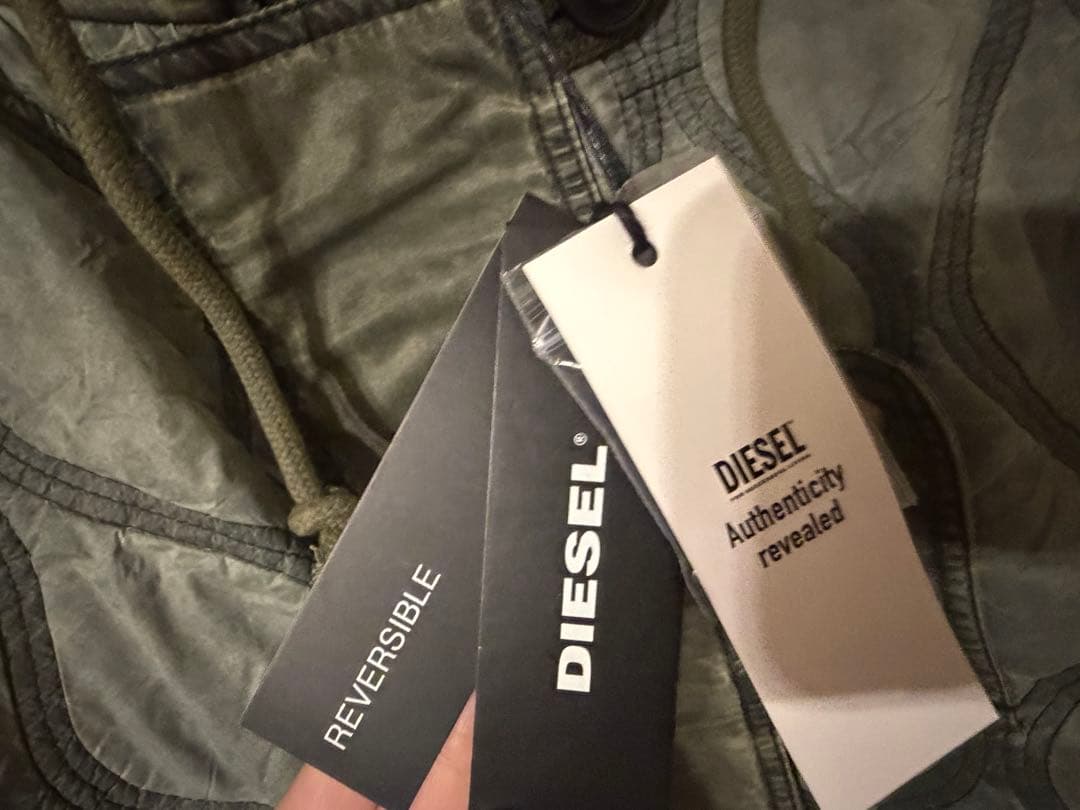 REVERSIBLE
DIESEL®
DIESEL
Authenticity
revealed